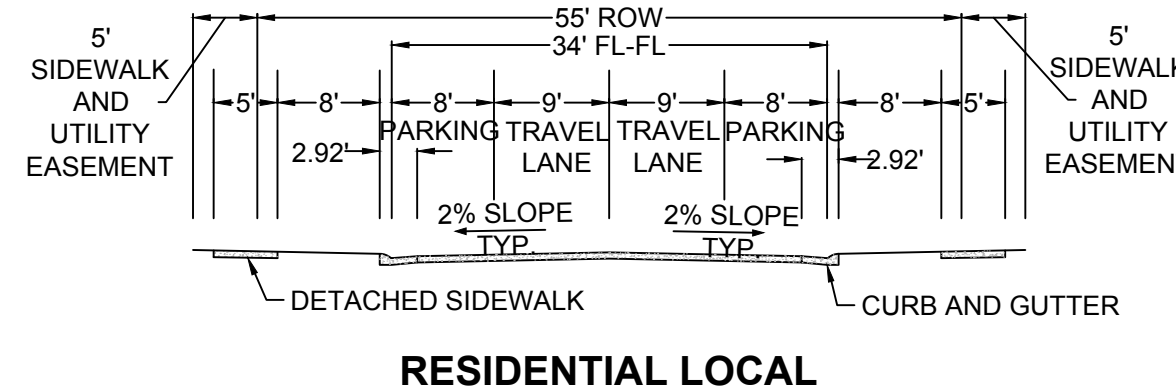 55' ROW
34' FL-FL
5'
SIDEWALK
AND
UTILITY
EASEMENT
5' 8' 8' 9' 9' 8' 8' 5'
PARKING TRAVEL LANE TRAVEL LANE PARKING
2.92' 2.92'
5'
SIDEWALK
AND
UTILITY
EASEMEN
2% SLOPE TYP. 2% SLOPE TYP.
DETACHED SIDEWALK
CURB AND GUTTER
RESIDENTIAL LOCAL